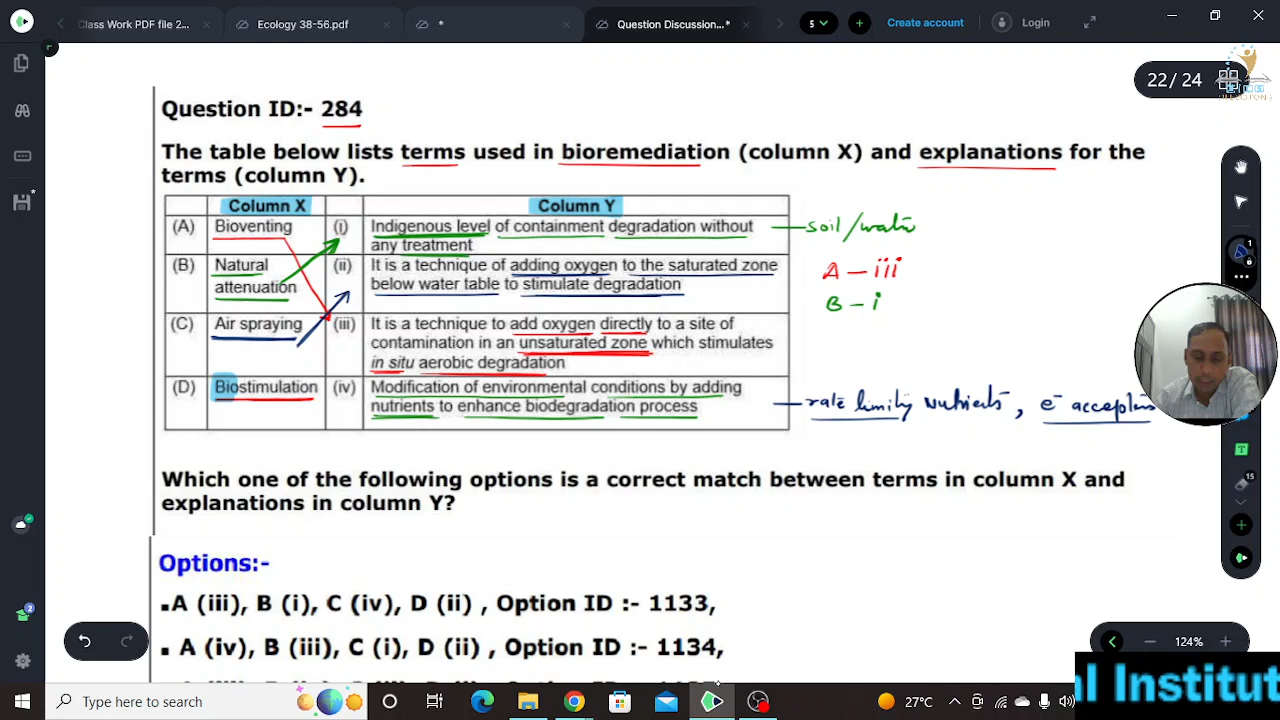 Class Work PDF file 2...
Ecology 38-56.pdf
*
Question Discussion...*
5
Create account
Login
22 / 24
Question ID:- 284
The table below lists terms used in bioremediation (column X) and explanations for the
terms (column Y).
Column X
Column Y
(A) Bioventing (i) Indigenous level of containment degradation without
any treatment
soil/water
(B) Natural (ii) It is a technique of adding oxygen to the saturated zone
attenuation below water table to stimulate degradation
A – iii
B – i
(C) Air spraying (iii) It is a technique to add oxygen directly to a site of
contamination in an unsaturated zone which stimulates
in situ aerobic degradation
(D) Biostimulation (iv) Modification of environmental conditions by adding
nutrients to enhance biodegradation process
rate limity nutrients, e⁻ acceptors
Which one of the following options is a correct match between terms in column X and
explanations in column Y?
Options:-
A (iii), B (i), C (iv), D (ii) , Option ID :- 1133,
A (iv), B (iii), C (i), D (ii) , Option ID :- 1134,
124%
1
15
2
l Institut
Type here to search
27°C